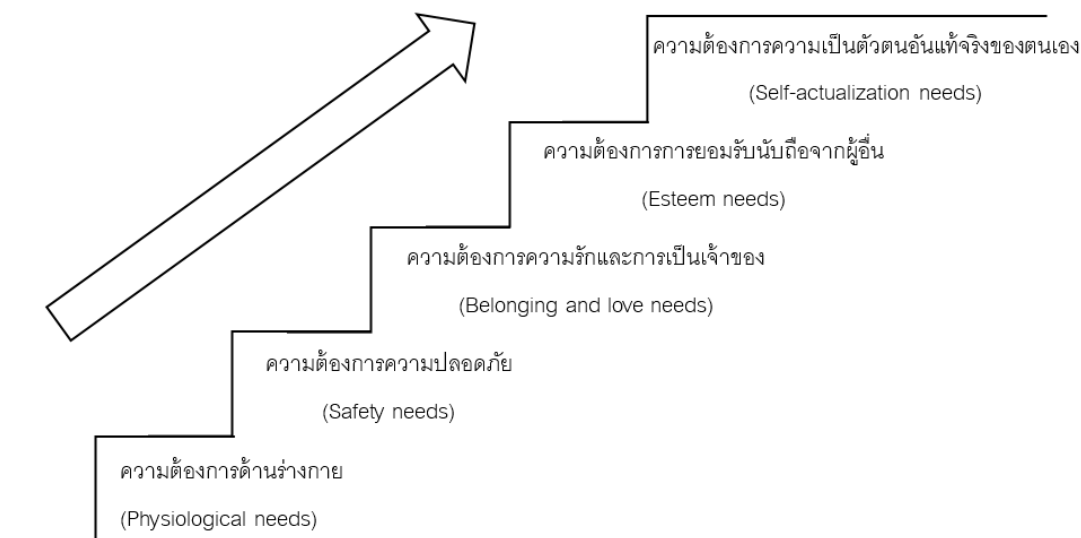 ความต้องการความเป็นตัวตนอันแท้จริงของตนเอง
(Self-actualization needs)
ความต้องการการยอมรับนับถือจากผู้อื่น
(Esteem needs)
ความต้องการความรักและการเป็นเจ้าของ
(Belonging and love needs)
ความต้องการความปลอดภัย
(Safety needs)
ความต้องการด้านร่างกาย
(Physiological needs)